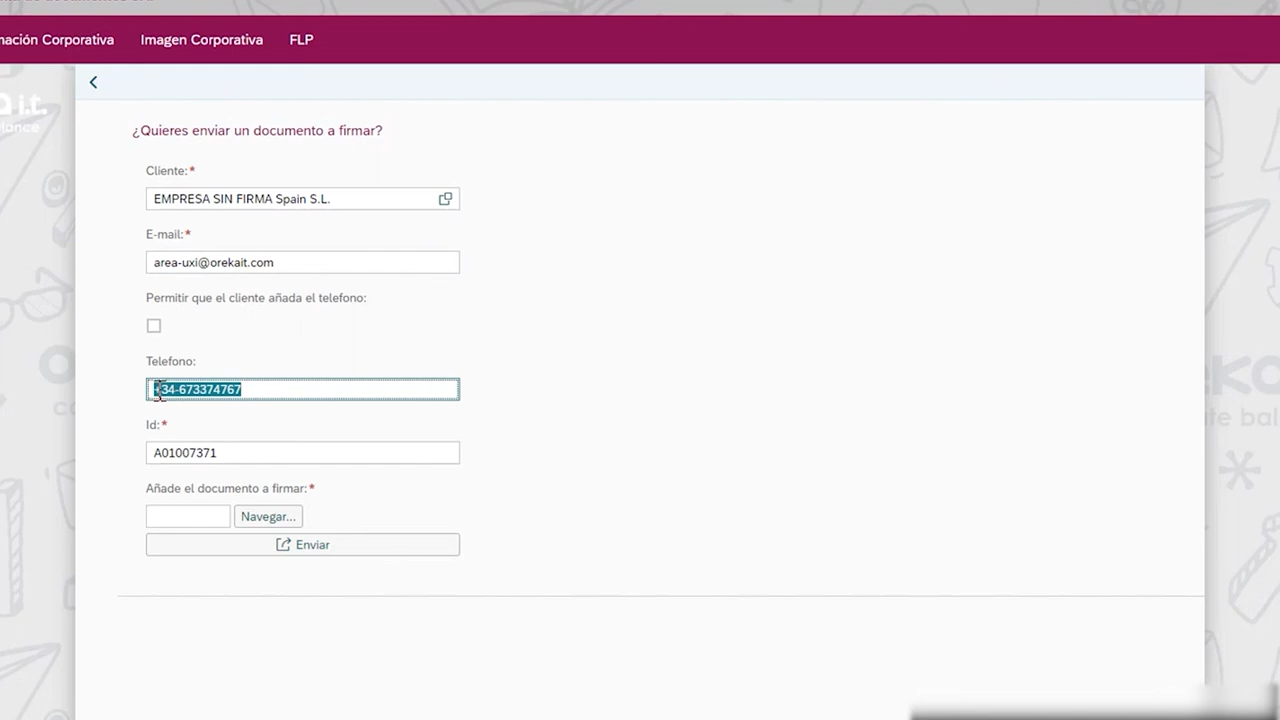 mación Corporativa Imagen Corporativa FLP
i.t.
¿Quieres enviar un documento a firmar?
Cliente:*
EMPRESA SIN FIRMA Spain S.L.
E-mail:*
area-uxi@orekait.com
Permitir que el cliente añada el telefono:
Telefono:
+34-673374767
Id:*
A01007371
Añade el documento a firmar:*
Navegar...
Enviar